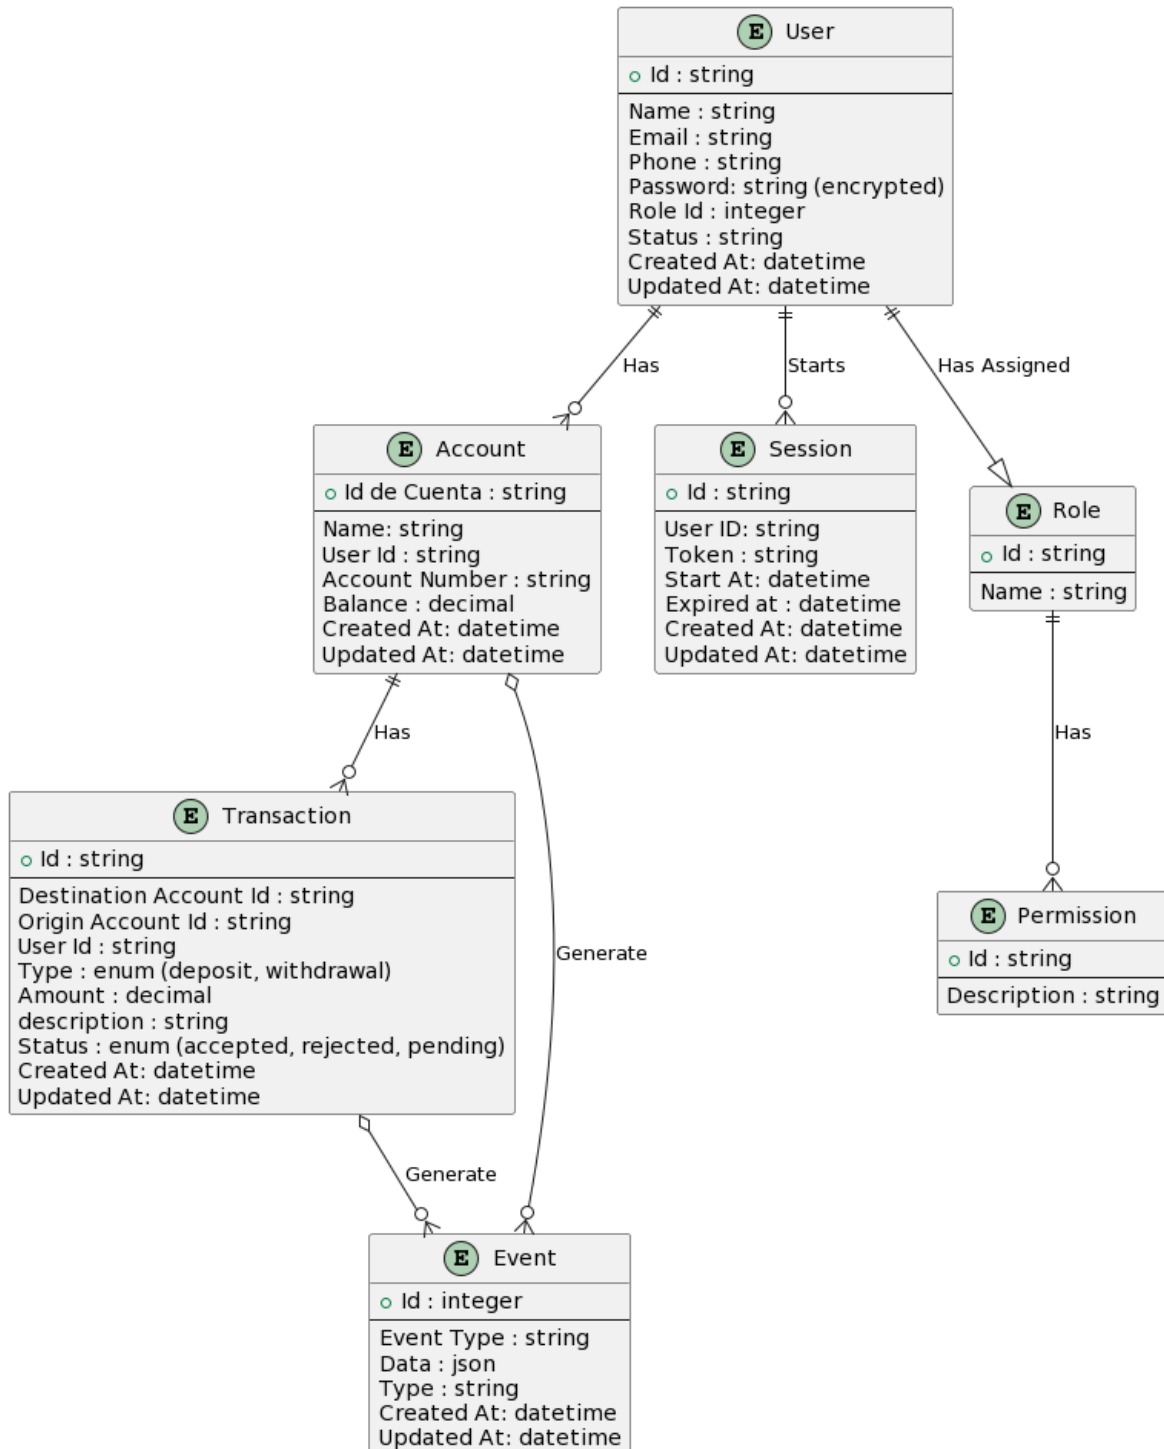 E User
Id : string
Name : string
Email : string
Phone : string
Password: string (encrypted)
Role Id : integer
Status : string
Created At: datetime
Updated At: datetime
Has
Starts
Has Assigned
E Account
Id de Cuenta : string
Name: string
User Id : string
Account Number : string
Balance : decimal
Created At: datetime
Updated At: datetime
E Session
Id : string
User ID: string
Token : string
Start At: datetime
Expired at : datetime
Created At: datetime
Updated At: datetime
E Role
Id : string
Name : string
Has
Has
E Transaction
Id : string
Destination Account Id : string
Origin Account Id : string
User Id : string
Type : enum (deposit, withdrawal)
Amount : decimal
description : string
Status : enum (accepted, rejected, pending)
Created At: datetime
Updated At: datetime
Generate
E Permission
Id : string
Description : string
Generate
E Event
Id : integer
Event Type : string
Data : json
Type : string
Created At: datetime
Updated At: datetime